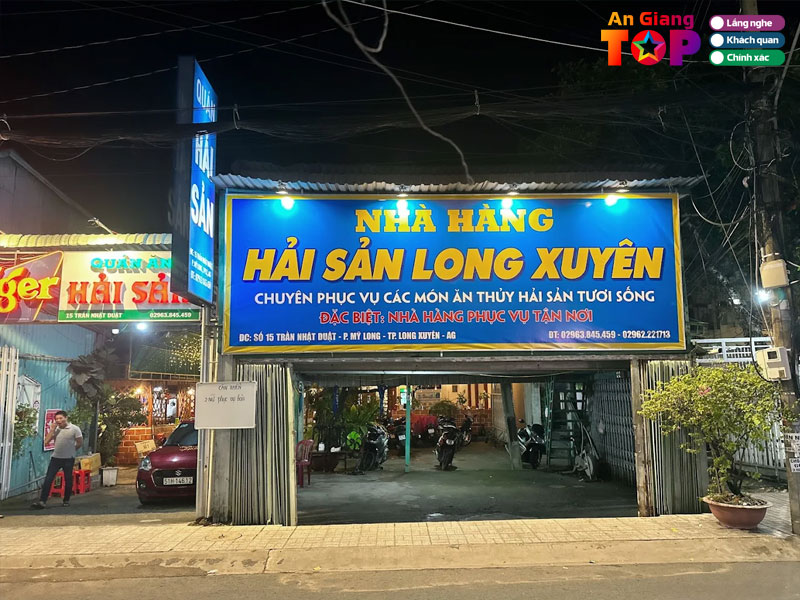 An Giang
TOP
Lắng nghe
Khách quan
Chính xác
QUÁN HẢI SẢN
NHÀ HÀNG
HẢI SẢN LONG XUYÊN
CHUYÊN PHỤC VỤ CÁC MÓN ĂN THỦY HẢI SẢN TƯƠI SỐNG
ĐẶC BIỆT: NHÀ HÀNG PHỤC VỤ TẬN NƠI
ĐC: SỐ 15 TRẦN NHẬT DUẬT - P. MỸ LONG - TP. LONG XUYÊN - AG
ĐT: 02963.845.459 - 02962.221713
ger
QUÁN ĂN
HẢI SẢN
15 TRẦN NHẬT DUẬT
02963.845.459